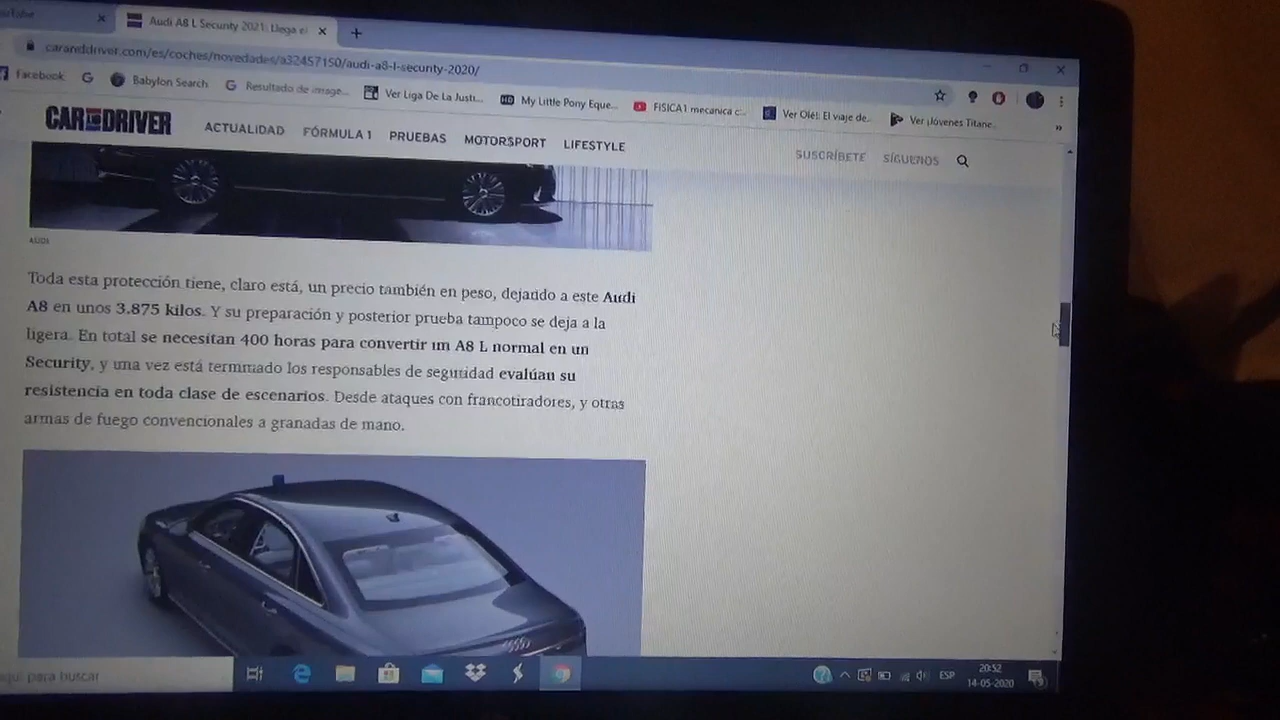 Audi A8 L Security 2021: Llega el
caranddriver.com/es/coches/novedades/a32457150/audi-a8-l-security-2020/
Facebook
Babylon Search
Resultado de image...
Ver Liga De La Justi...
My Little Pony Eque...
FISICA1 mecanica c...
Ver Olé!: El viaje de...
Ver ¡Jóvenes Titane...
»
CAR AND DRIVER
ACTUALIDAD
FÓRMULA 1
PRUEBAS
MOTORSPORT
LIFESTYLE
SUSCRÍBETE
SÍGUENOS
AUDI
Toda esta protección tiene, claro está, un precio también en peso, dejando a este Audi
A8 en unos 3.875 kilos. Y su preparación y posterior prueba tampoco se deja a la
ligera. En total se necesitan 400 horas para convertir un A8 L normal en un
Security, y una vez está terminado los responsables de seguridad evalúan su
resistencia en toda clase de escenarios. Desde ataques con francotiradores, y otras
armas de fuego convencionales a granadas de mano.
aquí para buscar
ESP
20:52
14-05-2020